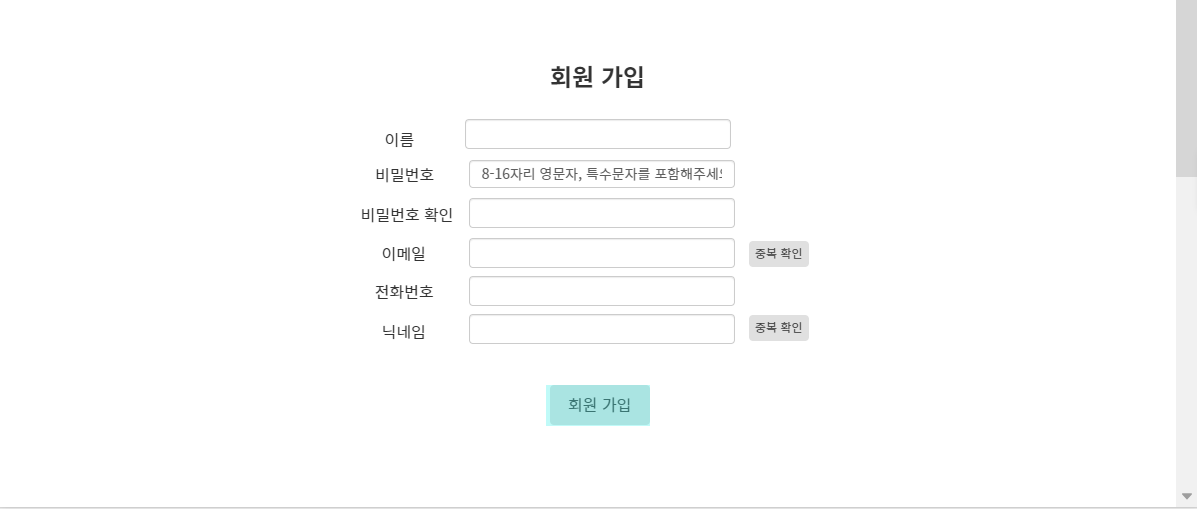 회원 가입
이름
비밀번호 8-16자리 영문자, 특수문자를 포함해주세
비밀번호 확인
이메일 중복 확인
전화번호
닉네임 중복 확인
회원 가입